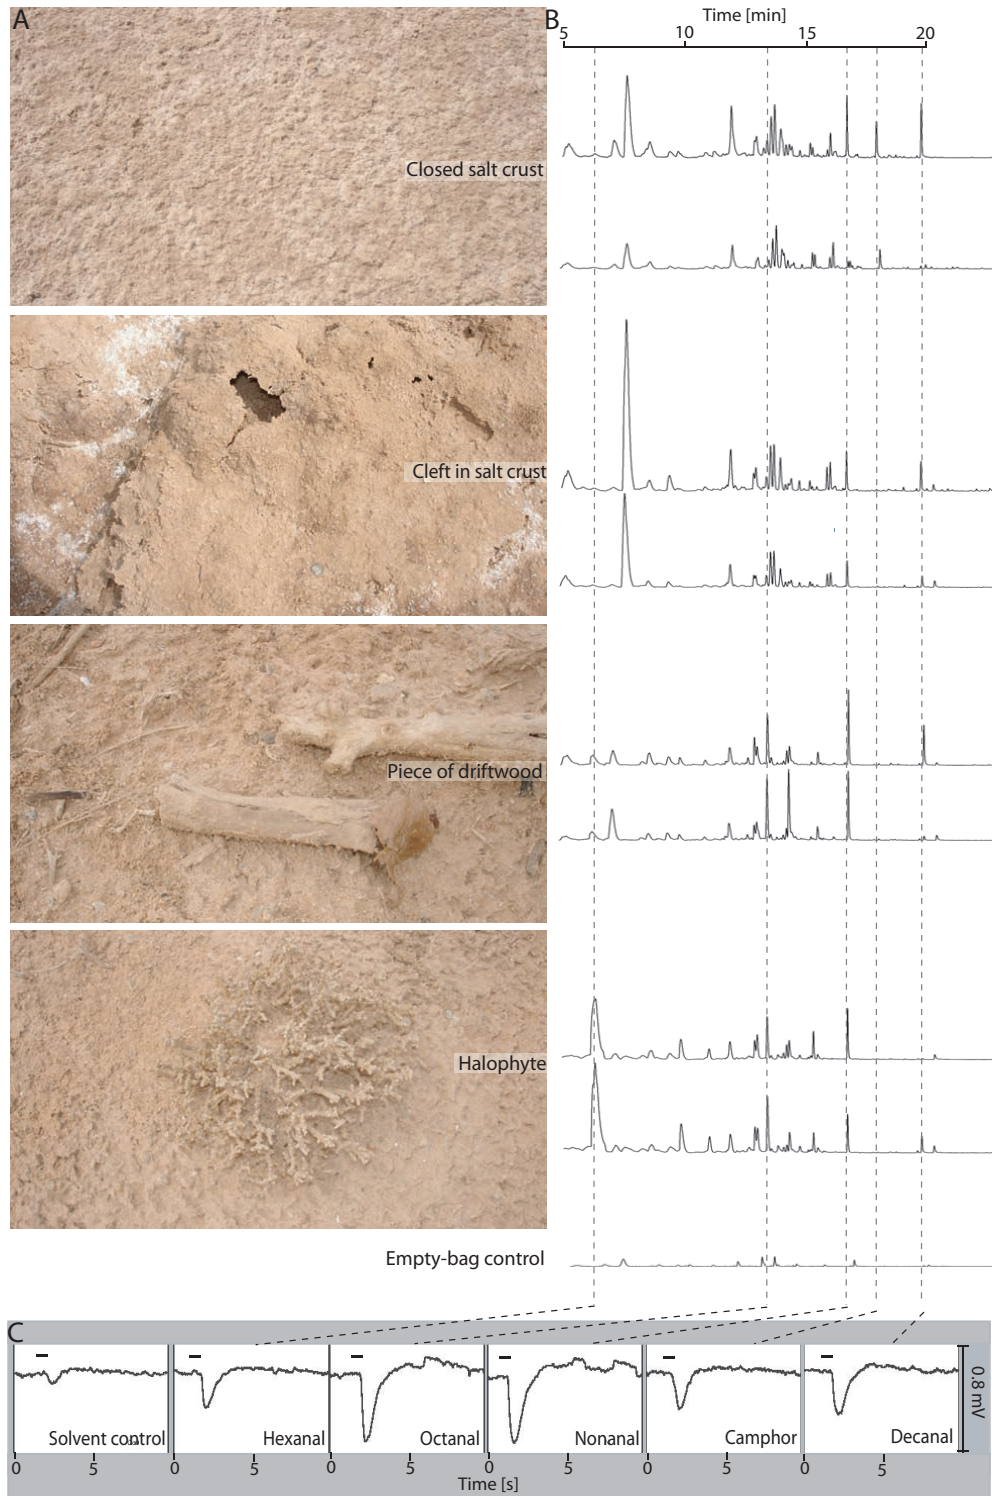 A
B
Time [min]
5 10 15 20
Closed salt crust
Cleft in salt crust
Piece of driftwood
Halophyte
Empty-bag control
C
Solvent control
Hexanal
Octanal
Nonanal
Camphor
Decanal
0.8 mV
0 5 0 5 0 5 0 5 0 5 0 5
Time [s]